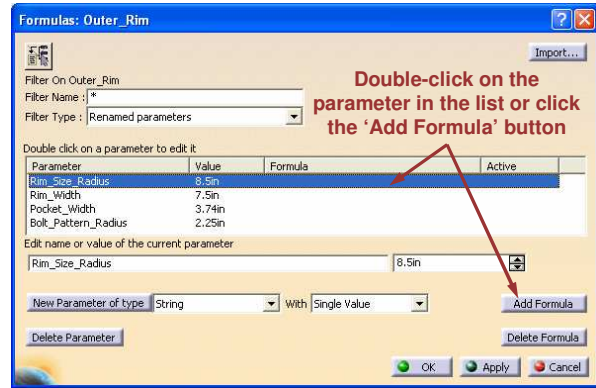 Formulas: Outer_Rim
Import...
Filter On Outer_Rim
Filter Name : *
Filter Type : Renamed parameters
Double-click on the
parameter in the list or click
the ‘Add Formula’ button
Double click on a parameter to edit it
Parameter Value Formula Active
Rim_Size_Radius 8.5in
Rim_Width 7.5in
Pocket_Width 3.74in
Bolt_Pattern_Radius 2.25in
Edit name or value of the current parameter
Rim_Size_Radius 8.5in
New Parameter of type String With Single Value Add Formula
Delete Parameter Delete Formula
OK Apply Cancel